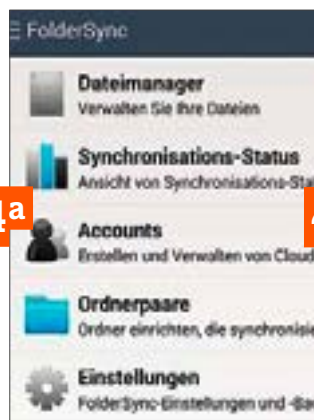 FolderSync
Dateimanager
Verwalten Sie Ihre Dateien
Synchronisations-Status
Ansicht von Synchronisations-Sta
a
Accounts
Erstellen und Verwalten von Cloud
Ordnerpaare
Ordner einrichten, die synchronisie
Einstellungen
FolderSync-Einstellungen und -Bac